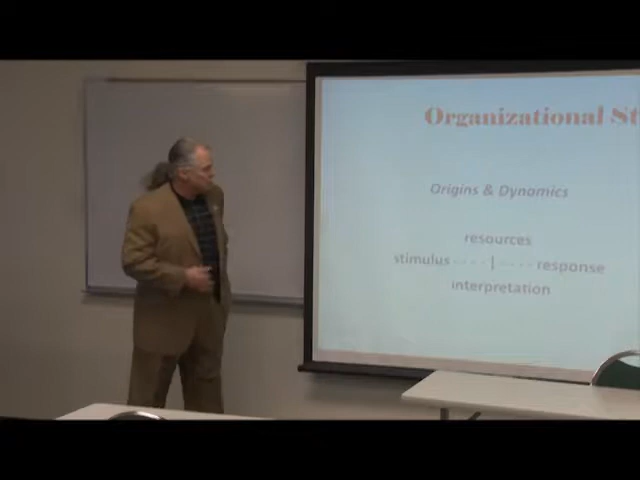 Organizational St
Origins & Dynamics
resources
stimulus - - - - | - - - - response
interpretation